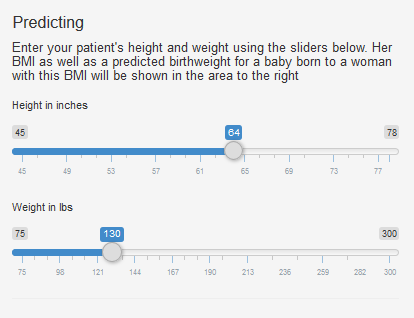 Predicting
Enter your patient's height and weight using the sliders below. Her
BMI as well as a predicted birthweight for a baby born to a woman
with this BMI will be shown in the area to the right
Height in inches
45 64 78
45 49 53 57 61 65 69 73 77
Weight in lbs
75 130 300
75 98 121 144 167 190 213 236 259 282 300